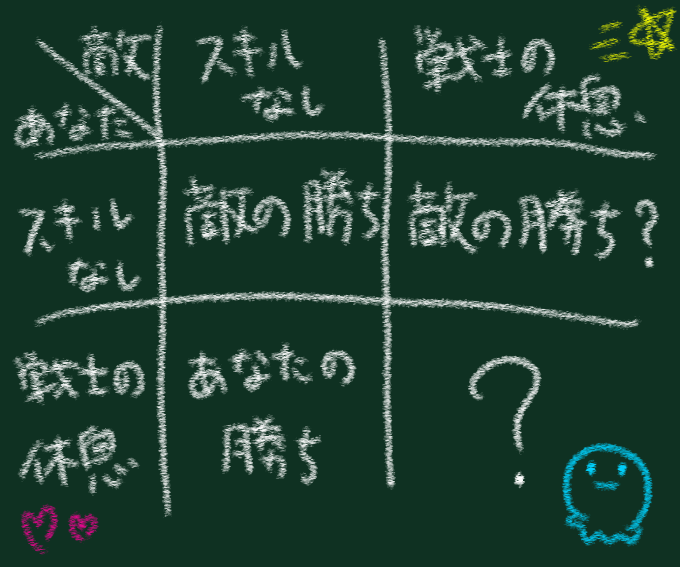 敵
あなた
スキル
なし
戦士の
休息
スキル
なし
敵の勝ち
敵の勝ち?
戦士の
休息
あなたの
勝ち
?